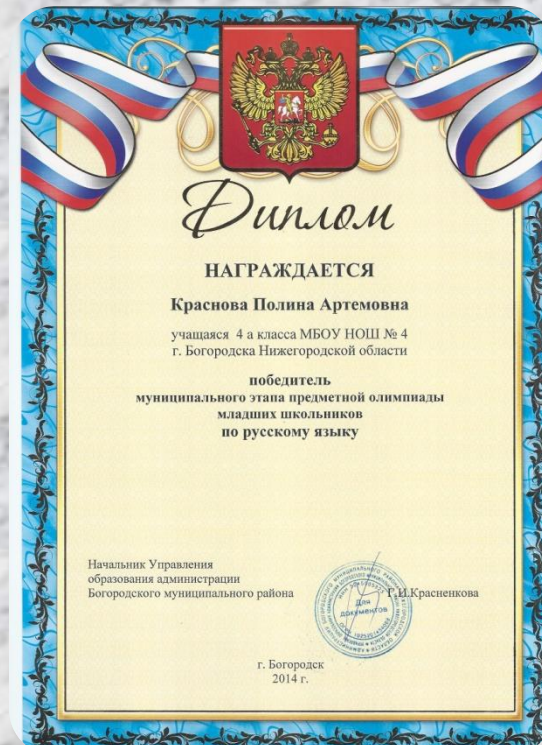 Диплом
НАГРАЖДАЕТСЯ
Краснова Полина Артемовна
учащаяся 4 а класса МБОУ НОШ № 4
г. Богородска Нижегородской области
победитель
муниципального этапа предметной олимпиады
младших школьников
по русскому языку
Начальник Управления
образования администрации
Богородского муниципального района
Г.И.Красненкова
Для
документов
г. Богородск
2014 г.